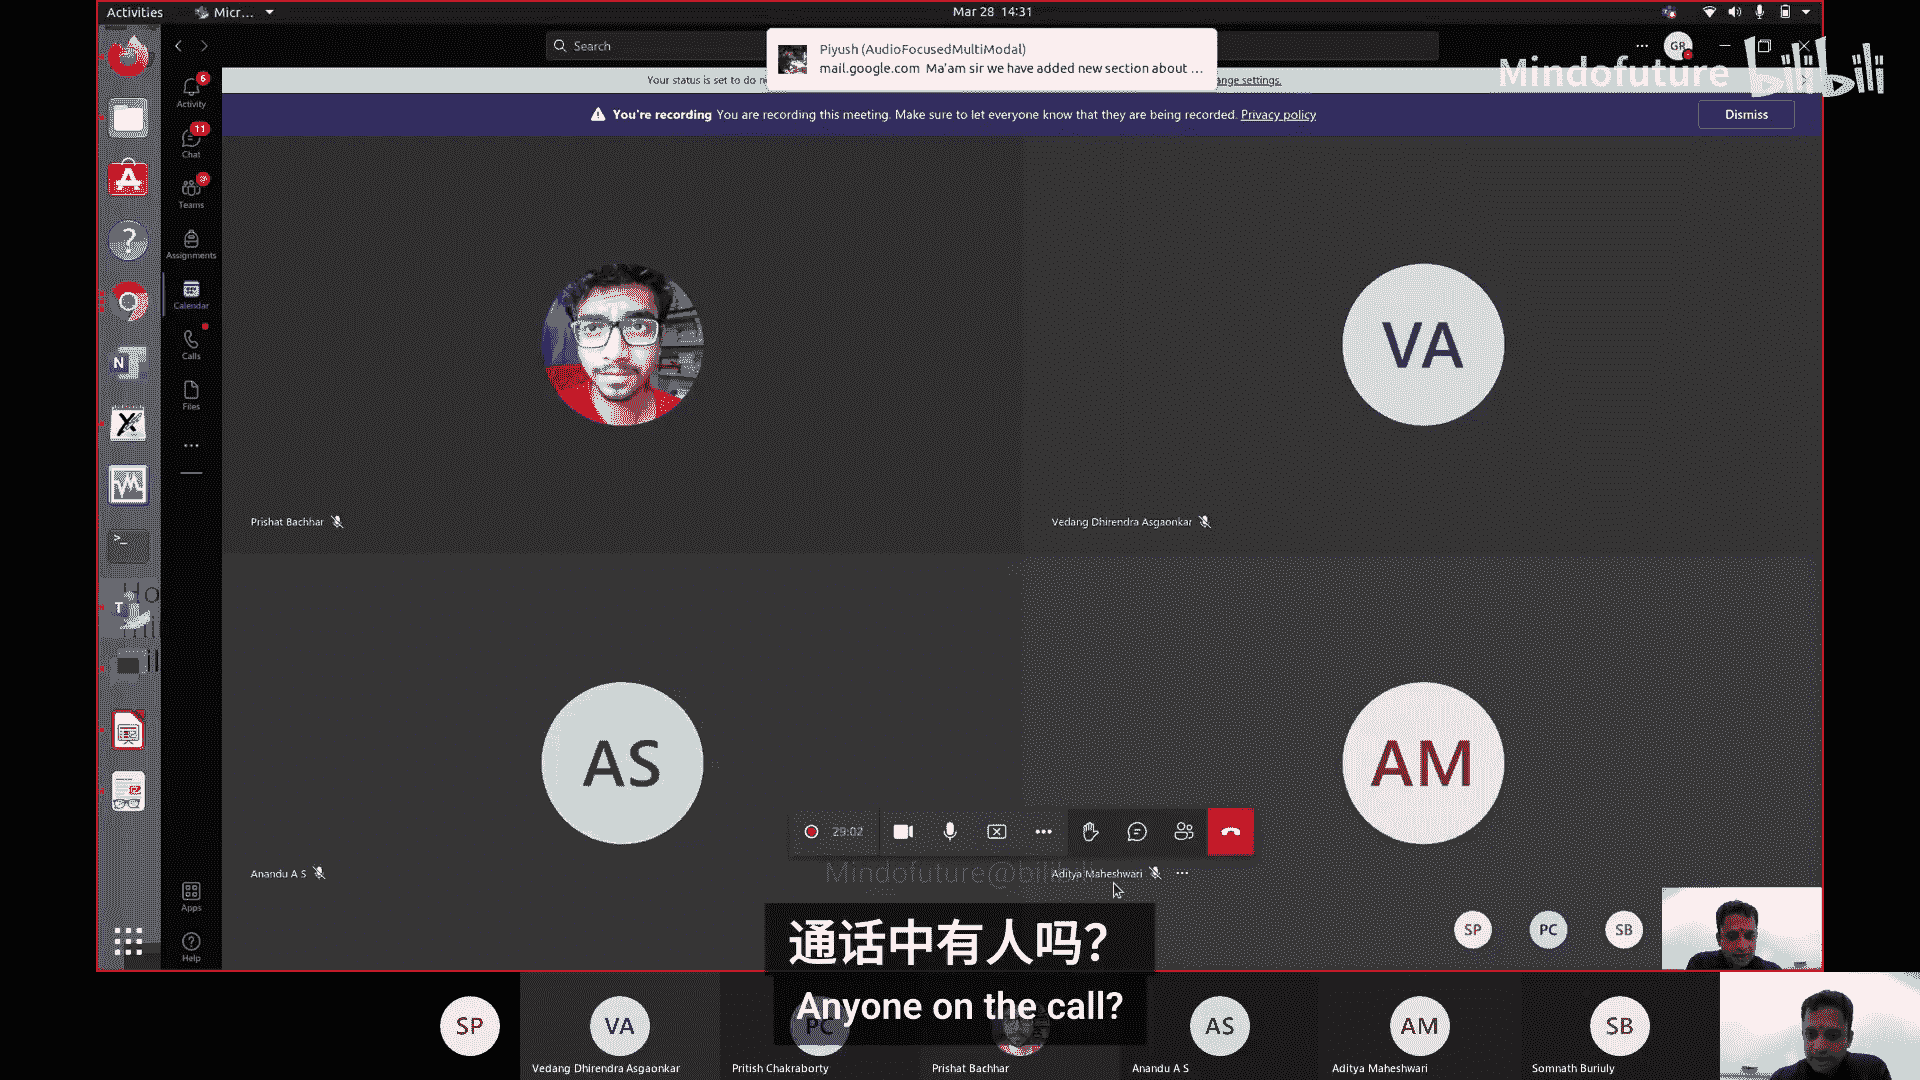 Activities
Micr...
Mar 28 14:31
Search
GR
Piyush (AudioFocusedMultiModal)
mail.google.com Ma'am sir we have added new section about ...
Your status is set to do
ange settings.
Mindofuture bilibili
You're recording You are recording this meeting. Make sure to let everyone know that they are being recorded. Privacy policy
Dismiss
6
Activity
11
Chat
Teams
Assignments
Calendar
Calls
Files
Apps
Help
VA
Prishat Bachhar
Vedang Dhirendra Asgaonkar
AS
AM
29:02
Anandu A S
Aditya Maheshwari
Mindofuture@bilibili
SP
PC
SB
通话中有人吗?
Anyone on the call?
SP
VA
PC
AS
AM
SB
Vedang Dhirendra Asgaonkar
Pritish Chakraborty
Prishat Bachhar
Anandu A S
Aditya Maheshwari
Somnath Buriuly